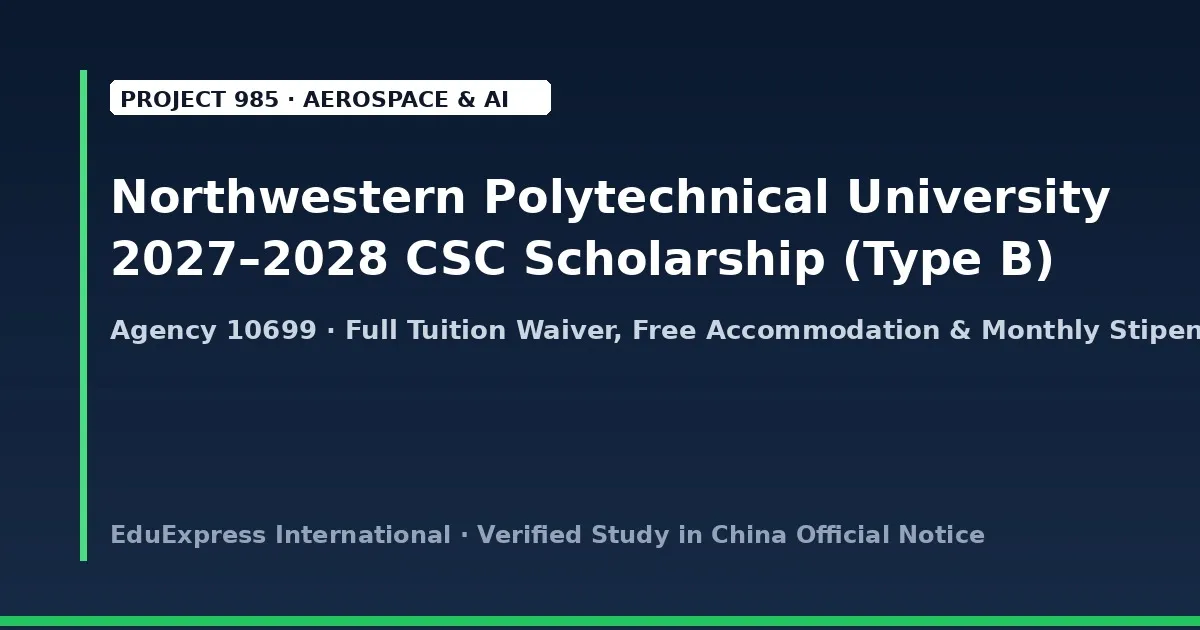 PROJECT 985 · AEROSPACE & AI
Northwestern Polytechnical University
2027–2028 CSC Scholarship (Type B)
Agency 10699 · Full Tuition Waiver, Free Accommodation & Monthly Stipen
EduExpress International · Verified Study in China Official Notice